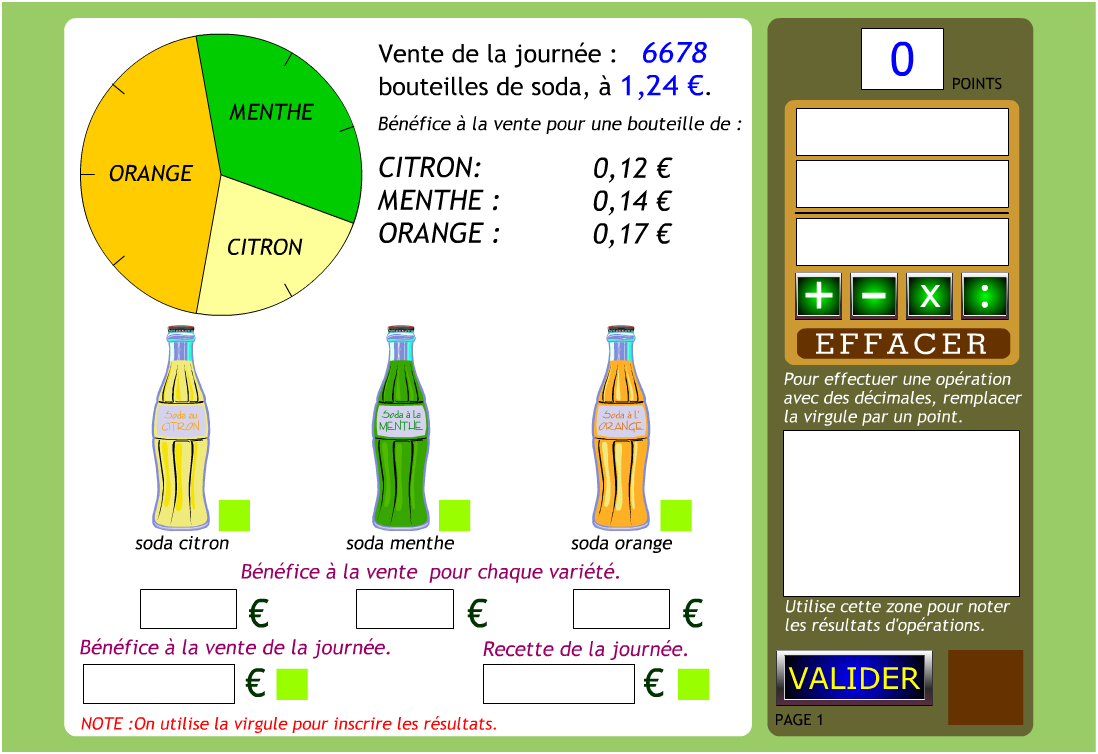 MENTHE
ORANGE
CITRON
Vente de la journée : 6678
bouteilles de soda, à 1,24 €.
Bénéfice à la vente pour une bouteille de :
CITRON: 0,12 €
MENTHE : 0,14 €
ORANGE : 0,17 €
Soda au
CITRON
Soda à la
MENTHE
Soda à l'
ORANGE
soda citron
soda menthe
soda orange
Bénéfice à la vente pour chaque variété.
€ € €
Bénéfice à la vente de la journée.
Recette de la journée.
€ €
NOTE :On utilise la virgule pour inscrire les résultats.
0
POINTS
+ - x :
EFFACER
Pour effectuer une opération
avec des décimales, remplacer
la virgule par un point.
Utilise cette zone pour noter
les résultats d'opérations.
VALIDER
PAGE 1